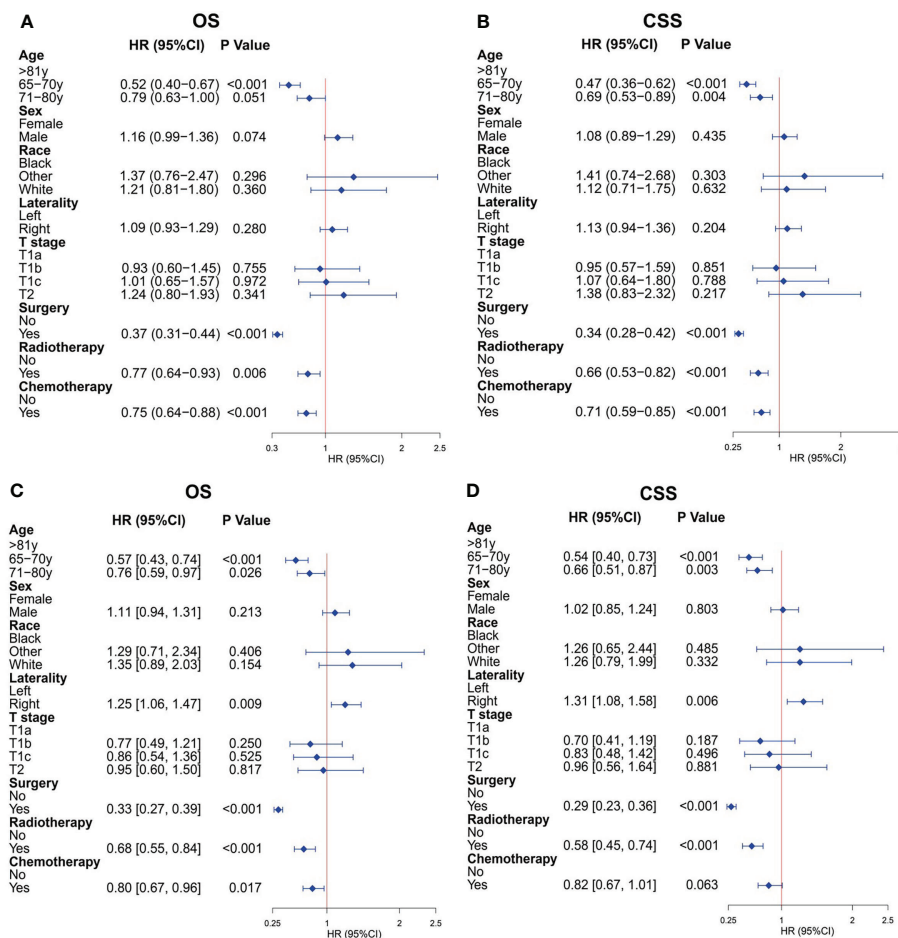 A
OS
HR (95%CI) P Value
Age
>81y
65−70y 0.52 (0.40−0.67) <0.001
71−80y 0.79 (0.63−1.00) 0.051
Sex
Female
Male 1.16 (0.99−1.36) 0.074
Race
Black
Other 1.37 (0.76−2.47) 0.296
White 1.21 (0.81−1.80) 0.360
Laterality
Left
Right 1.09 (0.93−1.29) 0.280
T stage
T1a
T1b 0.93 (0.60−1.45) 0.755
T1c 1.01 (0.65−1.57) 0.972
T2 1.24 (0.80−1.93) 0.341
Surgery
No
Yes 0.37 (0.31−0.44) <0.001
Radiotherapy
No
Yes 0.77 (0.64−0.93) 0.006
Chemotherapy
No
Yes 0.75 (0.64−0.88) <0.001
0.3 1 2 2.5
HR (95%CI)
B
CSS
HR (95%CI) P Value
Age
>81y
65−70y 0.47 (0.36−0.62) <0.001
71−80y 0.69 (0.53−0.89) 0.004
Sex
Female
Male 1.08 (0.89−1.29) 0.435
Race
Black
Other 1.41 (0.74−2.68) 0.303
White 1.12 (0.71−1.75) 0.632
Laterality
Left
Right 1.13 (0.94−1.36) 0.204
T stage
T1a
T1b 0.95 (0.57−1.59) 0.851
T1c 1.07 (0.64−1.80) 0.788
T2 1.38 (0.83−2.32) 0.217
Surgery
No
Yes 0.34 (0.28−0.42) <0.001
Radiotherapy
No
Yes 0.66 (0.53−0.82) <0.001
Chemotherapy
No
Yes 0.71 (0.59−0.85) <0.001
0.25 1 2
HR (95%CI)
C
OS
HR (95%CI) P Value
Age
>81y
65−70y 0.57 [0.43, 0.74] <0.001
71−80y 0.76 [0.59, 0.97] 0.026
Sex
Female
Male 1.11 [0.94, 1.31] 0.213
Race
Black
Other 1.29 [0.71, 2.34] 0.406
White 1.35 [0.89, 2.03] 0.154
Laterality
Left
Right 1.25 [1.06, 1.47] 0.009
T stage
T1a
T1b 0.77 [0.49, 1.21] 0.250
T1c 0.86 [0.54, 1.36] 0.525
T2 0.95 [0.60, 1.50] 0.817
Surgery
No
Yes 0.33 [0.27, 0.39] <0.001
Radiotherapy
No
Yes 0.68 [0.55, 0.84] <0.001
Chemotherapy
No
Yes 0.80 [0.67, 0.96] 0.017
0.25 1 2 2.5
HR (95%CI)
D
CSS
HR (95%CI) P Value
Age
>81y
65−70y 0.54 [0.40, 0.73] <0.001
71−80y 0.66 [0.51, 0.87] 0.003
Sex
Female
Male 1.02 [0.85, 1.24] 0.803
Race
Black
Other 1.26 [0.65, 2.44] 0.485
White 1.26 [0.79, 1.99] 0.332
Laterality
Left
Right 1.31 [1.08, 1.58] 0.006
T stage
T1a
T1b 0.70 [0.41, 1.19] 0.187
T1c 0.83 [0.48, 1.42] 0.496
T2 0.96 [0.56, 1.64] 0.881
Surgery
No
Yes 0.29 [0.23, 0.36] <0.001
Radiotherapy
No
Yes 0.58 [0.45, 0.74] <0.001
Chemotherapy
No
Yes 0.82 [0.67, 1.01] 0.063
0.25 1 2 2.5
HR (95%CI)